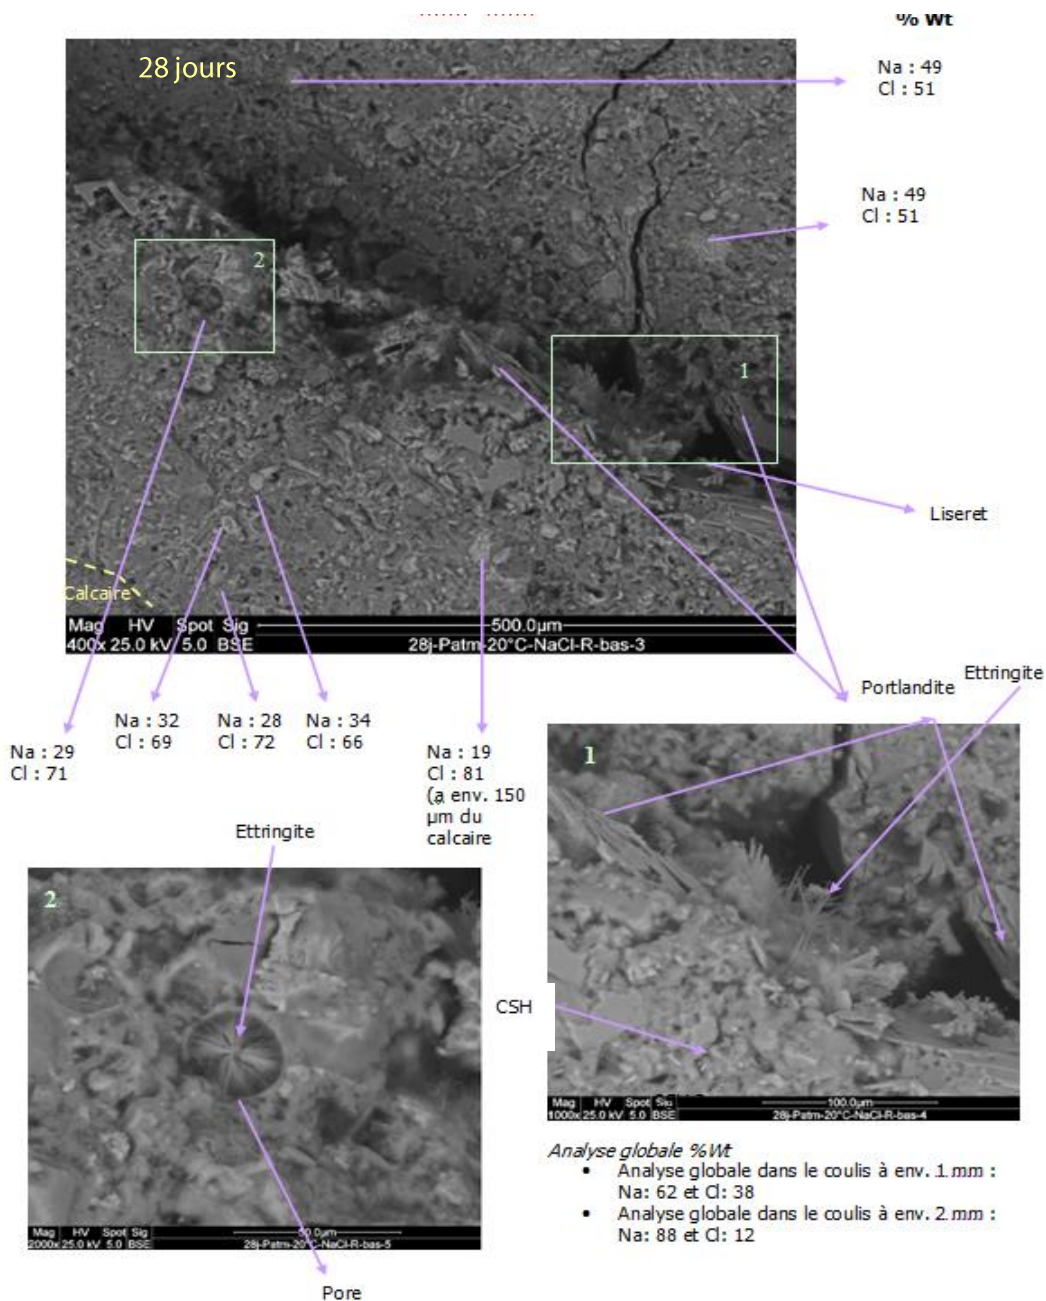 % Wt
28 jours
Na : 49
Cl : 51
Na : 49
Cl : 51
2
1
Liseret
Calcaire
Mag HV Spot Sig 500.0µm
400x 25.0 kV 5.0 BSE 28j-Patm-20°C-NaCl-R-bas-3
Portlandite
Ettringite
Na : 29
Cl : 71
Na : 32
Cl : 69
Na : 28
Cl : 72
Na : 34
Cl : 66
Na : 19
Cl : 81
(a env. 150
µm du
calcaire
Ettringite
1
2
CSH
Mag HV Spot Sig 100.0µm
1000x 25.0 kV 5.0 BSE 28j-Patm-20°C-NaCl-R-bas-4
Analyse globale %Wt
• Analyse globale dans le coulis à env. 1 mm :
Na: 62 et Cl: 38
• Analyse globale dans le coulis à env. 2 mm :
Na: 88 et Cl: 12
Mag HV Spot Sig 50.0µm
2000x 25.0 kV 5.0 BSE 28j-Patm-20°C-NaCl-R-bas-5
Pore